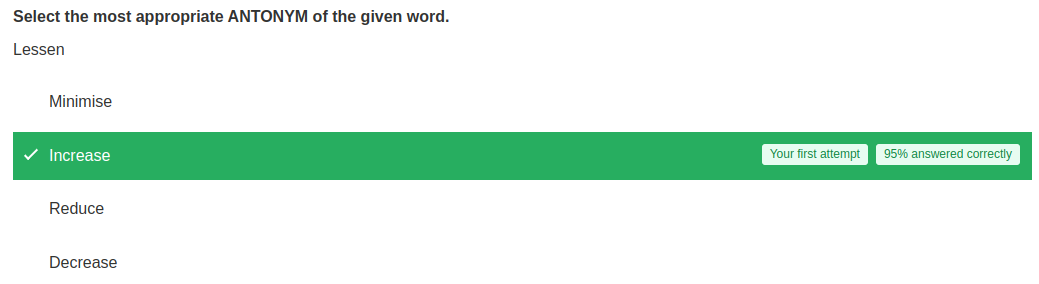 Select the most appropriate ANTONYM of the given word.
Lessen
Minimise
Increase Your first attempt 95% answered correctly
Reduce
Decrease